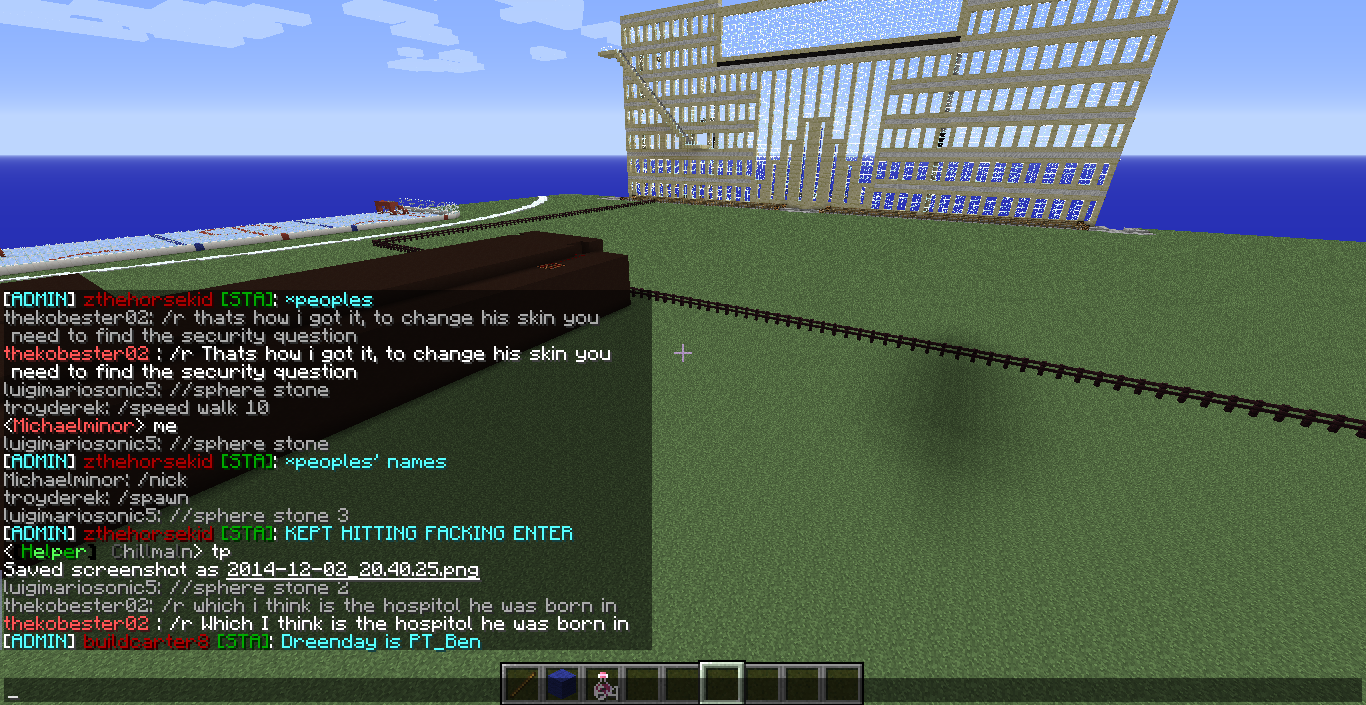 [ADMIN] zthehorsekid [STA]: *peoples
thekobester02: /r thats how i got it, to change his skin you
need to find the security question
thekobester02 : /r Thats how i got it, to change his skin you
need to find the security question
luigimariosonic5: //sphere stone
troyderek: /speed walk 10
<Michaelminor> me
luigimariosonic5: //sphere stone
[ADMIN] zthehorsekid [STA]: *peoples' names
Michaelminor: /nick
troyderek: /spawn
luigimariosonic5: //sphere stone 3
[ADMIN] zthehorsekid [STA]: KEPT HITTING FACKING ENTER
<[Helper] Chillma1n> tp
Saved screenshot as 2014-12-02_20.40.25.png
luigimariosonic5: //sphere stone 2
thekobester02: /r which i think is the hospitol he was born in
thekobester02 : /r Which I think is the hospitol he was born in
[ADMIN] buildcarter8 [STA]: Dreenday is PT_Ben
64
_